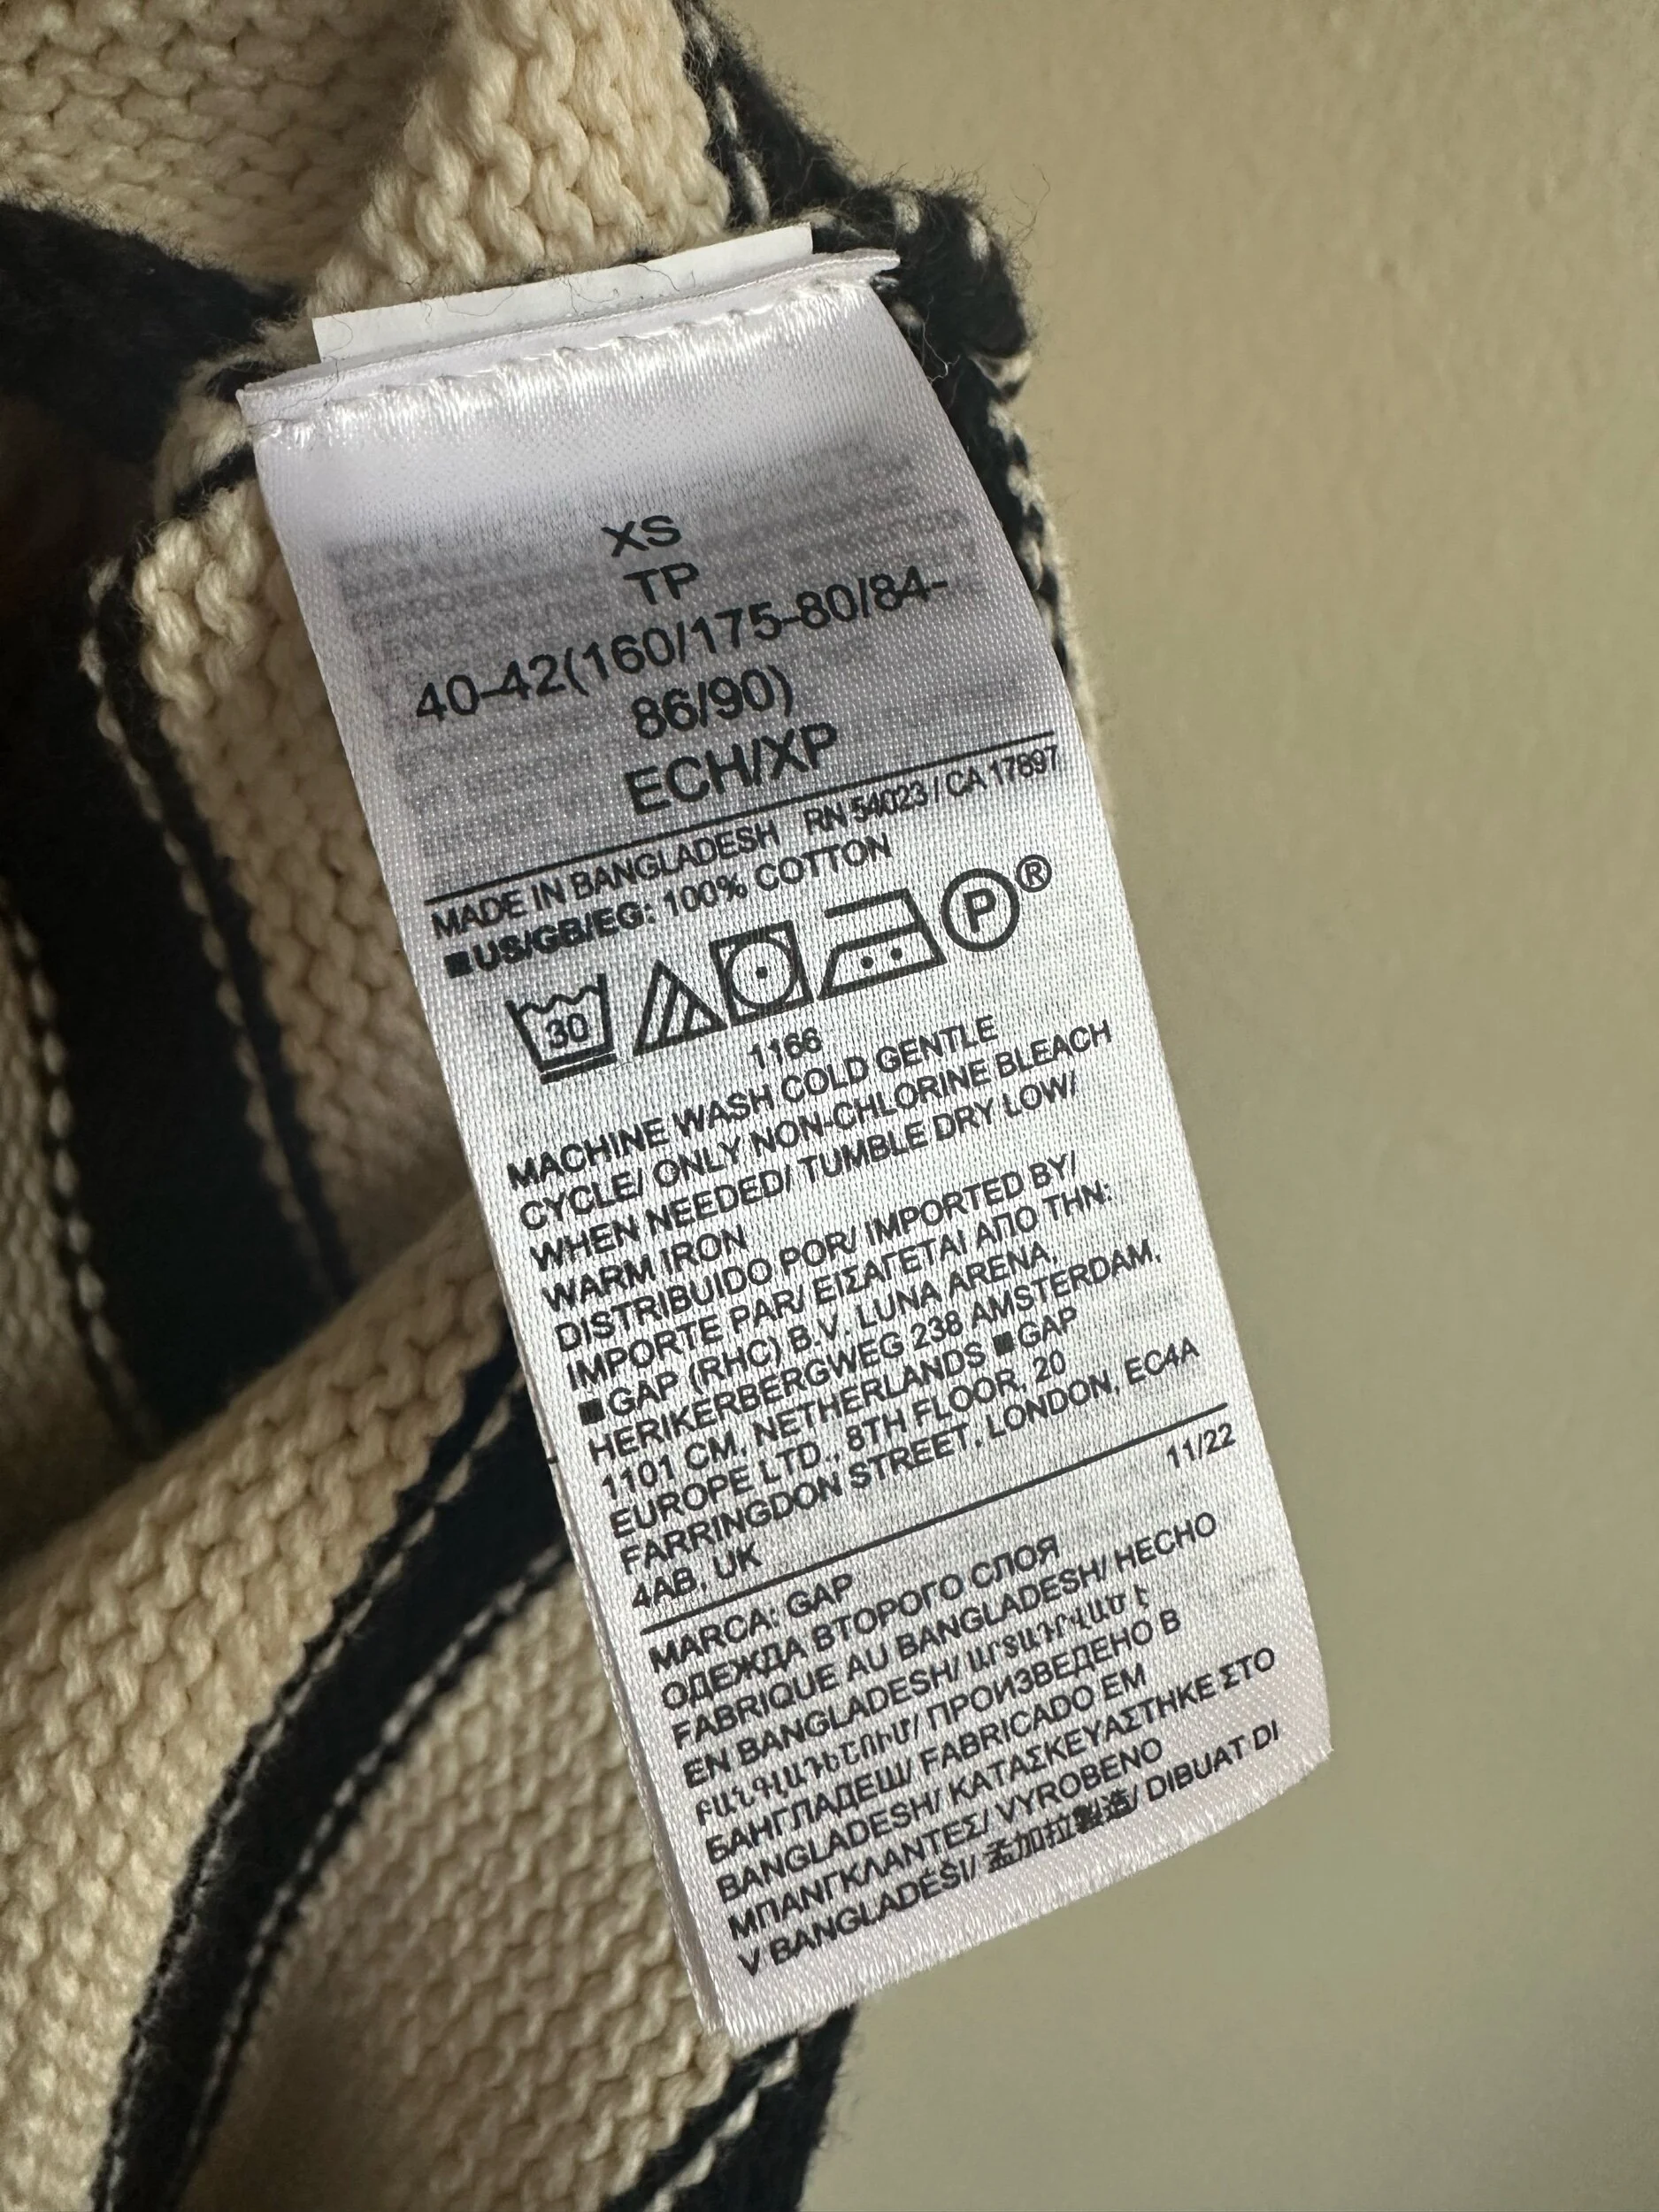 XS
TP
40-42(160/175-80/84-
86/90)
ECH/XP
MADE IN BANGLADESH RN 54023 / CA 17897
■US/GB/EG: 100% COTTON
30
P®
1166
MACHINE WASH COLD GENTLE
CYCLE/ ONLY NON-CHLORINE BLEACH
WHEN NEEDED/ TUMBLE DRY LOW/
WARM IRON
DISTRIBUIDO POR/ IMPORTED BY/
IMPORTE PAR/ ΕΙΣΑΓΕΤΑΙ ΑΠΟ ΤΗΝ:
■GAP (RHC) B.V. LUNA ARENA,
HERIKERBERGWEG 238 AMSTERDAM,
1101 CM, NETHERLANDS ■GAP
EUROPE LTD., 8TH FLOOR, 20
FARRINGDON STREET, LONDON, EC4A
4AB, UK
11/22
MARCA: GAP
ОДЕЖДА ВТОРОГО СЛОЯ
FABRIQUE AU BANGLADESH/ HECHO
EN BANGLADESH/ ԱՐՏԱԴՐՎԱԾ Է
ԲԱՆԳԼԱԴԵՇՈՒՄ/ ПРОИЗВЕДЕНО В
БАНГЛАДЕШ/ FABRICADO EM
BANGLADESH/ ΚΑΤΑΣΚΕΥΑΣΤΗΚΕ ΣΤΟ
ΜΠΑΝΓΚΛΑΝΤΕΣ/ VYROBENO
V BANGLADÉŠI/ 孟加拉製造/ DIBUAT DI